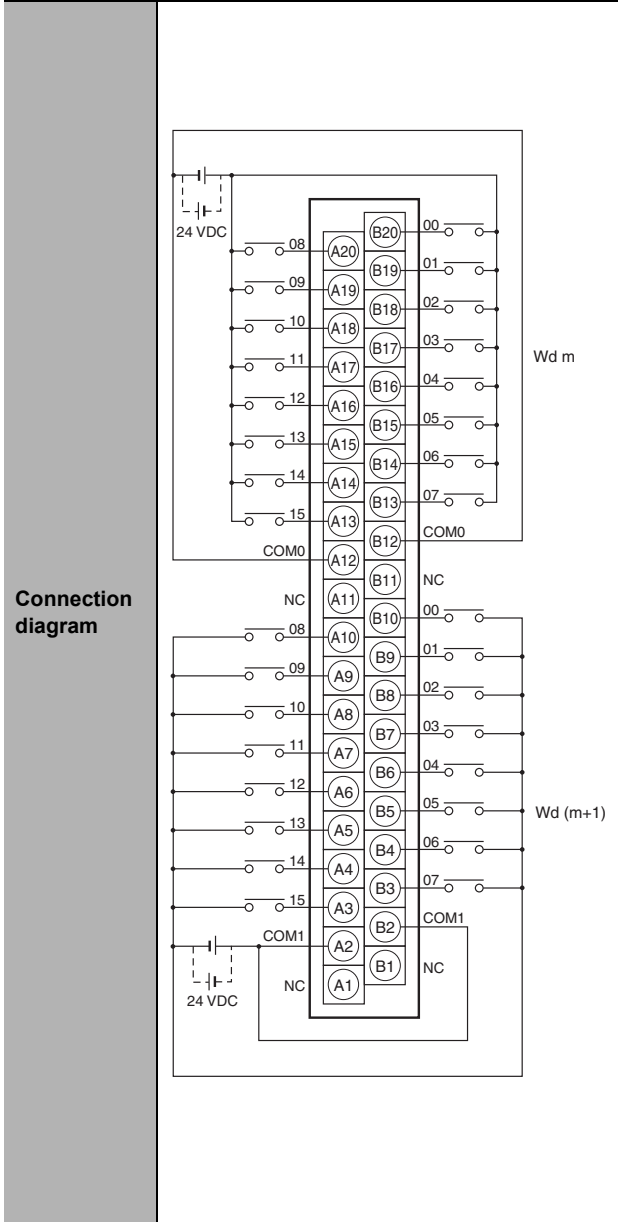 Connection
diagram
24 VDC
08 A20 B20 00
09 A19 B19 01
10 A18 B18 02
11 A17 B17 03
Wd m
12 A16 B16 04
13 A15 B15 05
14 A14 B14 06
15 A13 B13 07
COM0 A12 B12 COM0
NC A11 B11 NC
08 A10 B10 00
09 A9 B9 01
10 A8 B8 02
11 A7 B7 03
12 A6 B6 04
13 A5 B5 05
Wd (m+1)
14 A4 B4 06
15 A3 B3 07
COM1 A2 B2 COM1
NC A1 B1 NC
24 VDC